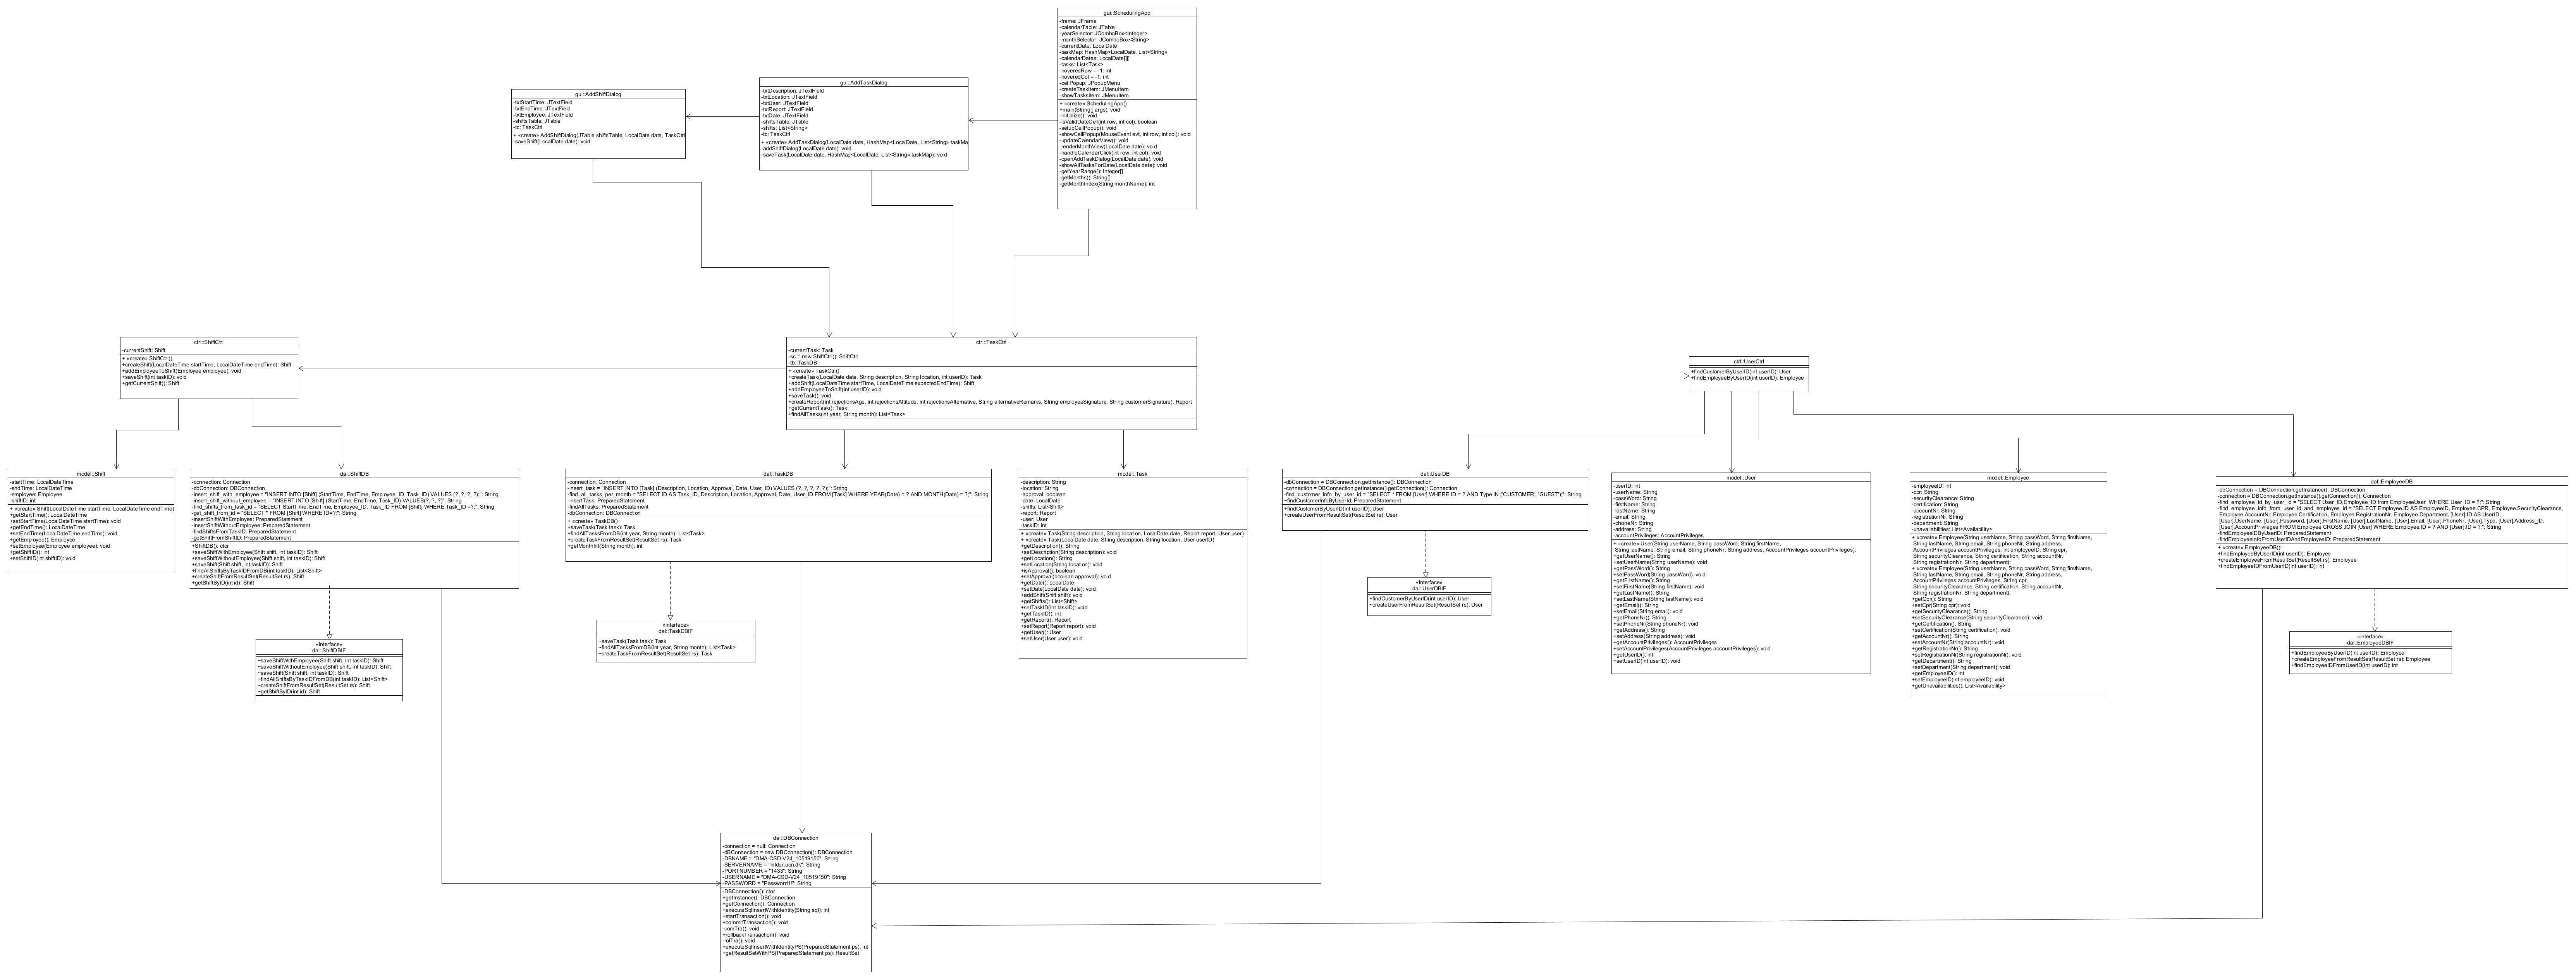 gui::SchedulingApp
-frame: JFrame
-calendarTable: JTable
-yearSelector: JComboBox<Integer>
-monthSelector: JComboBox<String>
-currentDate: LocalDate
-taskMap: HashMap<LocalDate, List<String>
-calendarDates: LocalDate[][]
-tasks: List<Task>
-hoveredRow = -1: int
-hoveredCol = -1: int
-cellPopup: JPopupMenu
-createTaskItem: JMenuItem
-showTasksItem: JMenuItem
+ «create» SchedulingApp()
+main(String[] args): void
-initialize(): void
-isValidDateCell(int row, int col): boolean
-setupCellPopup(): void
-showCellPopup(MouseEvent evt, int row, int col): void
-updateCalendarView(): void
-renderMonthView(LocalDate date): void
-handleCalendarClick(int row, int col): void
-openAddTaskDialog(LocalDate date): void
-showAllTasksForDate(LocalDate date): void
-getYearRange(): Integer[]
-getMonths(): String[]
-getMonthIndex(String monthName): int
gui::AddTaskDialog
-txtDescription: JTextField
-txtLocation: JTextField
-txtUser: JTextField
-txtReport: JTextField
-txtDate: JTextField
-shiftsTable: JTable
-shifts: List<String>
-tc: TaskCtrl
+ «create» AddTaskDialog(LocalDate date, HashMap<LocalDate, List<String> taskMa
-addShiftDialog(LocalDate date): void
-saveTask(LocalDate date, HashMap<LocalDate, List<String> taskMap): void
gui::AddShiftDialog
-txtStartTime: JTextField
-txtEndTime: JTextField
-txtEmployee: JTextField
-shiftsTable: JTable
-tc: TaskCtrl
+ «create» AddShiftDialog(JTable shiftsTable, LocalDate date, TaskCtrl
-saveShift(LocalDate date): void
ctrl::ShiftCtrl
-currentShift: Shift
+ «create» ShiftCtrl()
+createShift(LocalDateTime startTime, LocalDateTime endTime): Shift
+addEmployeeToShift(Employee employee): void
+saveShift(int taskID): void
+getCurrentShift(): Shift
ctrl::TaskCtrl
-currentTask: Task
-sc = new ShiftCtrl(): ShiftCtrl
-tb: TaskDB
+ «create» TaskCtrl()
+createTask(LocalDate date, String description, String location, int userID): Task
+addShift(LocalDateTime startTime, LocalDateTime expectedEndTime): Shift
+addEmployeeToShift(int userID): void
+saveTask(): void
+createReport(int rejectionsAge, int rejectionsAttitude, int rejectionsAlternative, String alternativeRemarks, String employeeSignature, String customerSignature): Report
+getCurrentTask(): Task
+findAllTasks(int year, String month): List<Task>
ctrl::UserCtrl
+findCustomerByUserID(int userID): User
+findEmployeeByUserID(int userID): Employee
model::Shift
-startTime: LocalDateTime
-endTime: LocalDateTime
-employee: Employee
-shiftID: int
+ «create» Shift(LocalDateTime startTime, LocalDateTime endTime)
+getStartTime(): LocalDateTime
+setStartTime(LocalDateTime startTime): void
+getEndTime(): LocalDateTime
+setEndTime(LocalDateTime endTime): void
+getEmployee(): Employee
+setEmployee(Employee employee): void
+getShiftID(): int
+setShiftID(int shiftID): void
dal::ShiftDB
-connection: Connection
-dbConnection: DBConnection
-insert_shift_with_employee = "INSERT INTO [Shift] (StartTime, EndTime, Employee_ID, Task_ID) VALUES (?, ?, ?, ?);": String
-insert_shift_without_employee = "INSERT INTO [Shift] (StartTime, EndTime, Task_ID) VALUES(?, ?, ?)": String
-find_shifts_from_task_id = "SELECT StartTime, EndTime, Employee_ID, Task_ID FROM [Shift] WHERE Task_ID =?;": String
-get_shift_from_id = "SELECT * FROM [Shift] WHERE ID=?;": String
-insertShiftWithEmployee: PreparedStatement
-insertShiftWithoutEmployee: PreparedStatement
-findShiftsFromTaskID: PreparedStatement
-getShiftFromShiftID: PreparedStatement
+ShiftDB(): ctor
+saveShiftWithEmployee(Shift shift, int taskID): Shift
+saveShiftWithoutEmployee(Shift shift, int taskID): Shift
+saveShift(Shift shift, int taskID): Shift
+findAllShiftsByTaskIDFromDB(int taskID): List<Shift>
+createShiftFromResultSet(ResultSet rs): Shift
+getShiftByID(int id): Shift
dal::TaskDB
-connection: Connection
-insert_task = "INSERT INTO [Task] (Description, Location, Approval, Date, User_ID) VALUES (?, ?, ?, ?, ?);": String
-find_all_tasks_per_month = "SELECT ID AS Task_ID, Description, Location, Approval, Date, User_ID FROM [Task] WHERE YEAR(Date) = ? AND MONTH(Date) = ?;": String
-insertTask: PreparedStatement
-findAllTasks: PreparedStatement
-dbConnection: DBConnection
+ «create» TaskDB()
+saveTask(Task task): Task
+findAllTasksFromDB(int year, String month): List<Task>
+createTaskFromResultSet(ResultSet rs): Task
+getMonthInt(String month): int
model::Task
-description: String
-location: String
-approval: boolean
-date: LocalDate
-shifts: List<Shift>
-report: Report
-user: User
-taskID: int
+ «create» Task(String description, String location, LocalDate date, Report report, User user)
+ «create» Task(LocalDate date, String description, String location, User userID)
+getDescription(): String
+setDescription(String description): void
+getLocation(): String
+setLocation(String location): void
+isApproval(): boolean
+setApproval(boolean approval): void
+getDate(): LocalDate
+setDate(LocalDate date): void
+addShift(Shift shift): void
+getShifts(): List<Shift>
+setTaskID(int taskID): void
+getTaskID(): int
+getReport(): Report
+setReport(Report report): void
+getUser(): User
+setUser(User user): void
dal::UserDB
-dbConnection = DBConnection.getInstance(): DBConnection
-connection = DBConnection.getInstance().getConnection(): Connection
-find_customer_info_by_user_id = "SELECT * FROM [User] WHERE ID = ? AND Type IN ('CUSTOMER', 'GUEST');": String
~findCustomerInfoByUserId: PreparedStatement
+findCustomerByUserID(int userID): User
+createUserFromResultSet(ResultSet rs): User
model::User
-userID: int
-userName: String
-passWord: String
-firstName: String
-lastName: String
-email: String
-phoneNr: String
-address: String
-accountPrivileges: AccountPrivileges
+ «create» User(String userName, String passWord, String firstName,
String lastName, String email, String phoneNr, String address, AccountPrivileges accountPrivileges):
+getUserName(): String
+setUserName(String userName): void
+getPassWord(): String
+setPassWord(String passWord): void
+getFirstName(): String
+setFirstName(String firstName): void
+getLastName(): String
+setLastName(String lastName): void
+getEmail(): String
+setEmail(String email): void
+getPhoneNr(): String
+setPhoneNr(String phoneNr): void
+getAddress(): String
+setAddress(String address): void
+getAccountPrivileges(): AccountPrivileges
+setAccountPrivileges(AccountPrivileges accountPrivileges): void
+getUserID(): int
+setUserID(int userID): void
model::Employee
-employeeID: int
-cpr: String
-securityClearance: String
-certification: String
-accountNr: String
-registrationNr: String
-department: String
-unavailabilities: List<Availability>
+ «create» Employee(String userName, String passWord, String firstName,
String lastName, String email, String phoneNr, String address,
AccountPrivileges accountPrivileges, int employeeID, String cpr,
String securityClearance, String certification, String accountNr,
String registrationNr, String department):
+ «create» Employee(String userName, String passWord, String firstName,
String lastName, String email, String phoneNr, String address,
AccountPrivileges accountPrivileges, String cpr,
String securityClearance, String certification, String accountNr,
String registrationNr, String department):
+getCpr(): String
+setCpr(String cpr): void
+getSecurityClearance(): String
+setSecurityClearance(String securityClearance): void
+getCertification(): String
+setCertification(String certification): void
+getAccountNr(): String
+setAccountNr(String accountNr): void
+getRegistrationNr(): String
+setRegistrationNr(String registrationNr): void
+getDepartment(): String
+setDepartment(String department): void
+getEmployeeID(): int
+setEmployeeID(int employeeID): void
+getUnavailabilities(): List<Availability>
dal::EmployeeDB
-dbConnection = DBConnection.getInstance(): DBConnection
-connection = DBConnection.getInstance().getConnection(): Connection
-find_employee_id_by_user_id = "SELECT User_ID,Employee_ID from EmployeeUser WHERE User_ID = ?;": String
-find_employee_info_from_user_id_and_employee_id = "SELECT Employee.ID AS EmployeeID, Employee.CPR, Employee.SecurityClearance,
Employee.AccountNr, Employee.Certification, Employee.RegistrationNr, Employee.Department, [User].ID AS UserID,
[User].UserName, [User].Password, [User].FirstName, [User].LastName, [User].Email, [User].PhoneNr, [User].Type, [User].Address_ID,
[User].AccountPrivileges FROM Employee CROSS JOIN [User] WHERE Employee.ID = ? AND [User].ID = ?;": String
-findEmployeeIDByUserID: PreparedStatement
-findEmployeeInfoFromUserIDAndEmployeeID: PreparedStatement
+ «create» EmployeeDB()
+findEmployeeByUserID(int userID): Employee
+createEmployeeFromResultSet(ResultSet rs): Employee
+findEmployeeIDFromUserID(int userID): int
«interface»
dal::ShiftDBIF
~saveShiftWithEmployee(Shift shift, int taskID): Shift
~saveShiftWithoutEmployee(Shift shift, int taskID): Shift
~saveShift(Shift shift, int taskID): Shift
~findAllShiftsByTaskIDFromDB(int taskID): List<Shift>
~createShiftFromResultSet(ResultSet rs): Shift
~getShiftByID(int id): Shift
«interface»
dal::TaskDBIF
~saveTask(Task task): Task
~findAllTasksFromDB(int year, String month): List<Task>
~createTaskFromResultSet(ResultSet rs): Task
«interface»
dal::UserDBIF
+findCustomerByUserID(int userID): User
~createUserFromResultSet(ResultSet rs): User
«interface»
dal::EmployeeDBIF
+findEmployeeByUserID(int userID): Employee
+createEmployeeFromResultSet(ResultSet rs): Employee
+findEmployeeIDFromUserID(int userID): int
dal::DBConnection
-connection = null: Connection
-dBConnection = new DBConnection(): DBConnection
-DBNAME = "DMA-CSD-V24_10519150": String
-SERVERNAME = "hildur.ucn.dk": String
-PORTNUMBER = "1433": String
-USERNAME = "DMA-CSD-V24_10519150": String
-PASSWORD = "Password1!": String
-DBConnection(): ctor
+getInstance(): DBConnection
+getConnection(): Connection
+executeSqlInsertWithIdentity(String sql): int
+startTransaction(): void
+commitTransaction(): void
-comTra(): void
+rollbackTransaction(): void
-rolTra(): void
+executeSqlInsertWithIdentityPS(PreparedStatement ps): int
+getResultSetWithPS(PreparedStatement ps): ResultSet